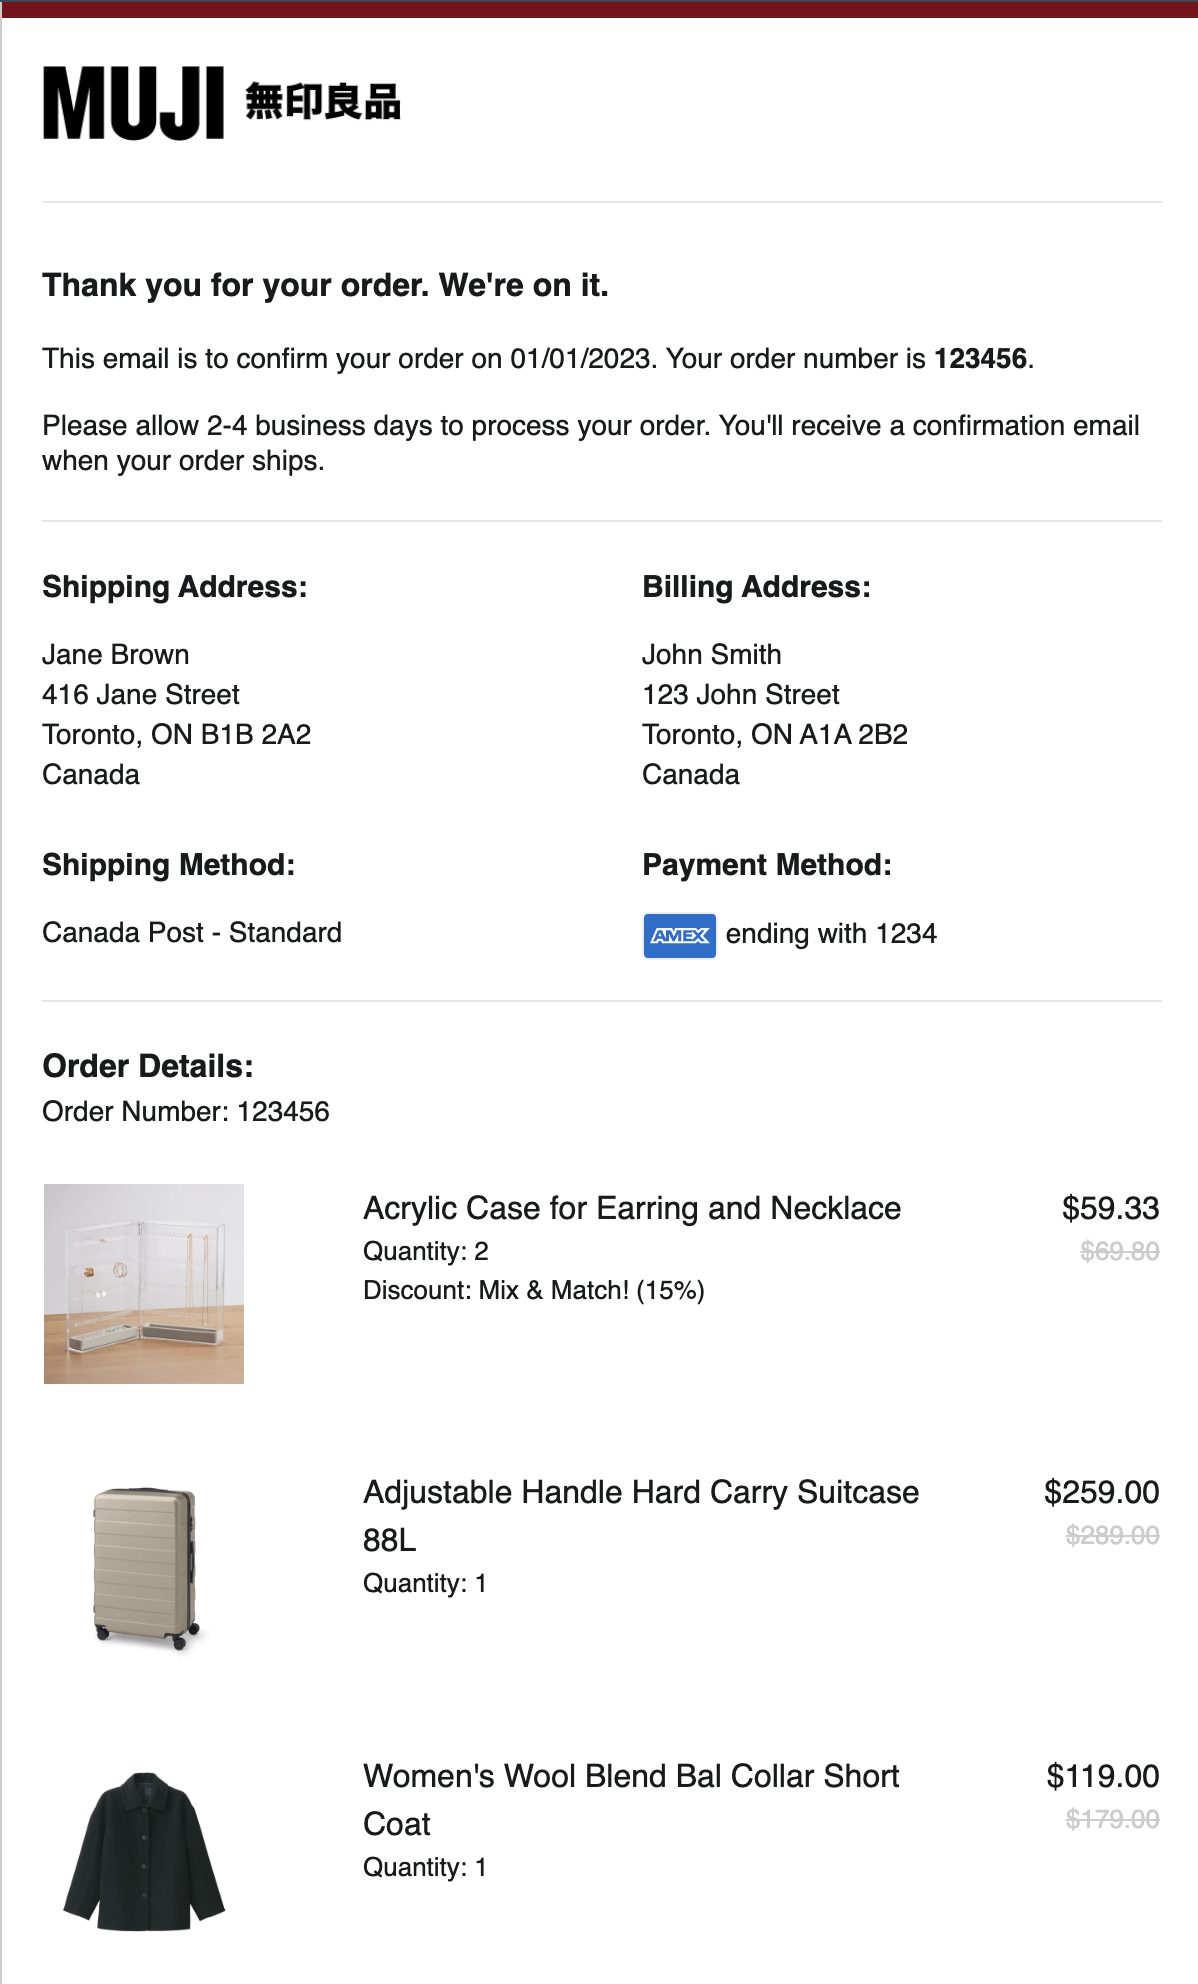 MUJI 無印良品
Thank you for your order. We're on it.
This email is to confirm your order on 01/01/2023. Your order number is 123456.
Please allow 2-4 business days to process your order. You'll receive a confirmation email
when your order ships.
Shipping Address:
Jane Brown
416 Jane Street
Toronto, ON B1B 2A2
Canada
Billing Address:
John Smith
123 John Street
Toronto, ON A1A 2B2
Canada
Shipping Method:
Canada Post - Standard
Payment Method:
AMEX ending with 1234
Order Details:
Order Number: 123456
Acrylic Case for Earring and Necklace
Quantity: 2
Discount: Mix & Match! (15%)
$59.33
$69.80
Adjustable Handle Hard Carry Suitcase
88L
Quantity: 1
$259.00
$289.00
Women's Wool Blend Bal Collar Short
Coat
Quantity: 1
$119.00
$179.00